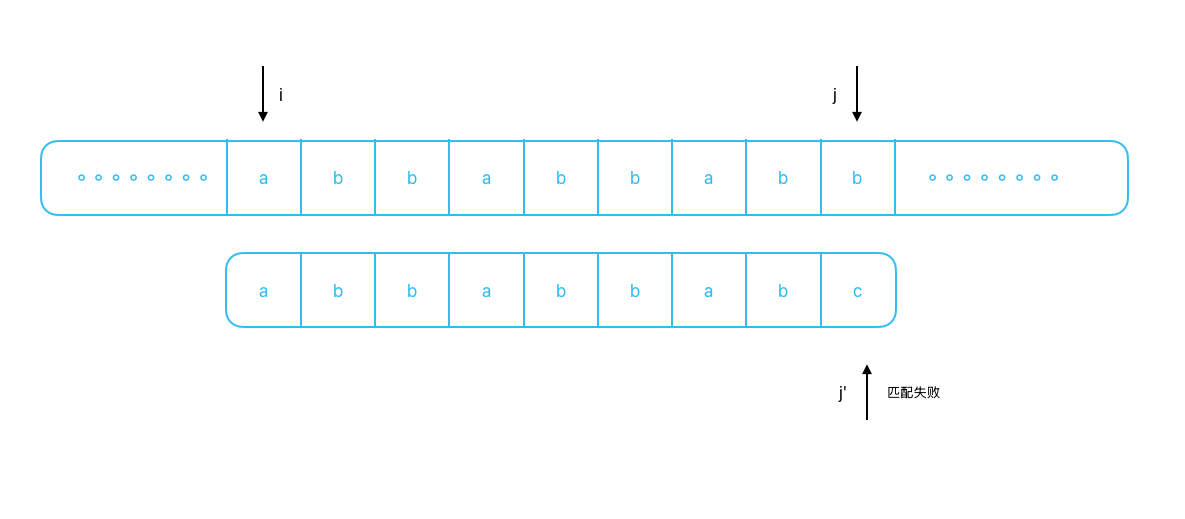 i j
。。。。。。。。 a b b a b b a b b 。。。。。。。。
a b b a b b a b c
j' 匹配失败